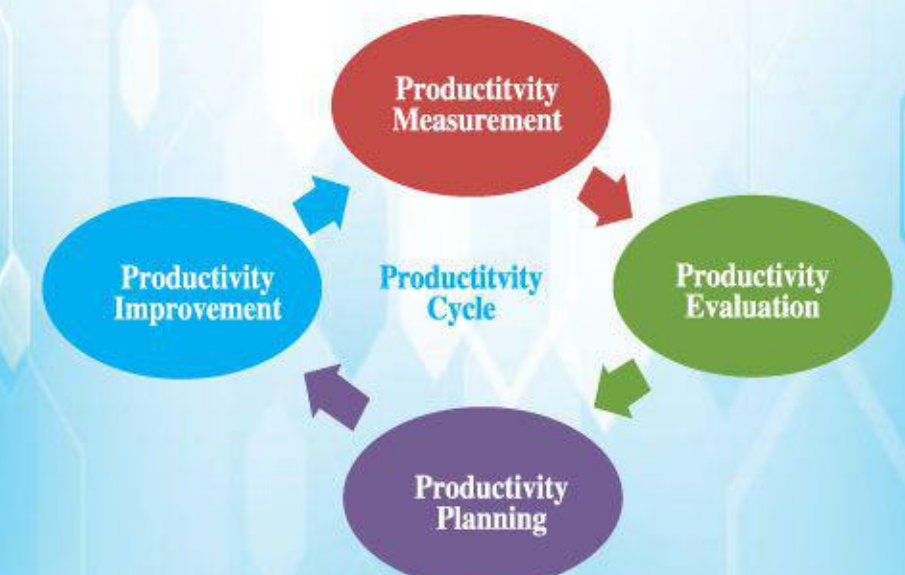 Productitvity
Measurement
Productivity
Evaluation
Productivity
Planning
Productivity
Improvement
Productitvity
Cycle